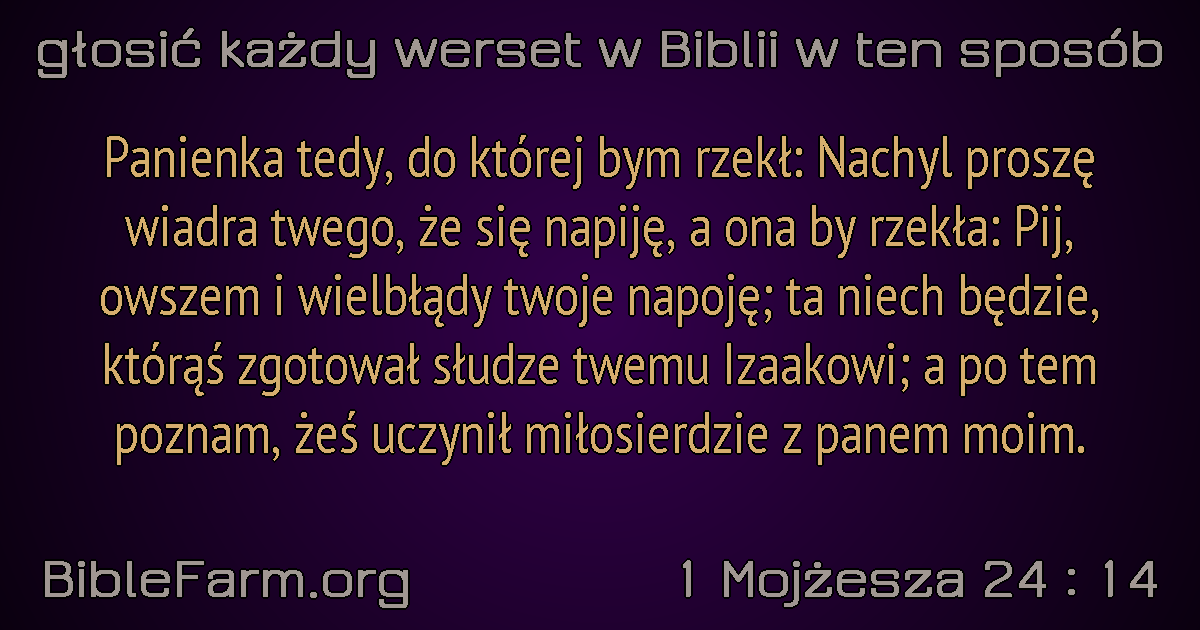 głosić każdy werset w Biblii w ten sposób
Panienka tedy, do której bym rzekł: Nachyl proszę
wiadra twego, że się napiję, a ona by rzekła: Pij,
owszem i wielbłądy twoje napoję; ta niech będzie,
którąś zgotował słudze twemu Izaakowi; a po tem
poznam, żeś uczynił miłosierdzie z panem moim.
BibleFarm.org
1 Mojżesza 24 : 14